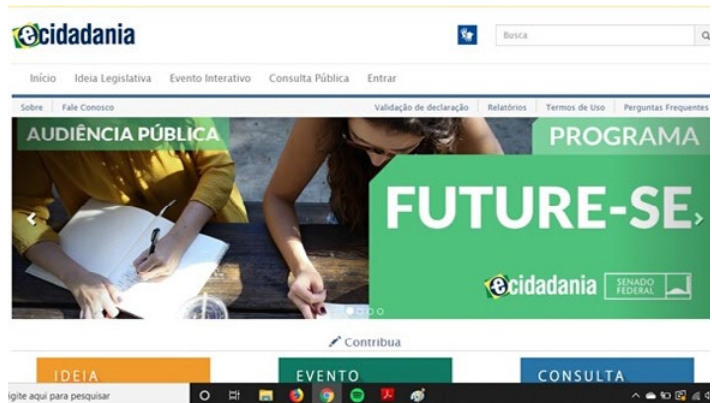 ecidadania
Busca
Início Ideia Legislativa Evento Interativo Consulta Pública Entrar
Sobre Fale Conosco Validação de declaração Relatórios Termos de Uso Perguntas Frequentes
AUDIÊNCIA PÚBLICA
PROGRAMA
FUTURE-SE
ecidadania SENADO
FEDERAL
Contribua
IDEIA EVENTO CONSULTA
igite aqui para pesquisar